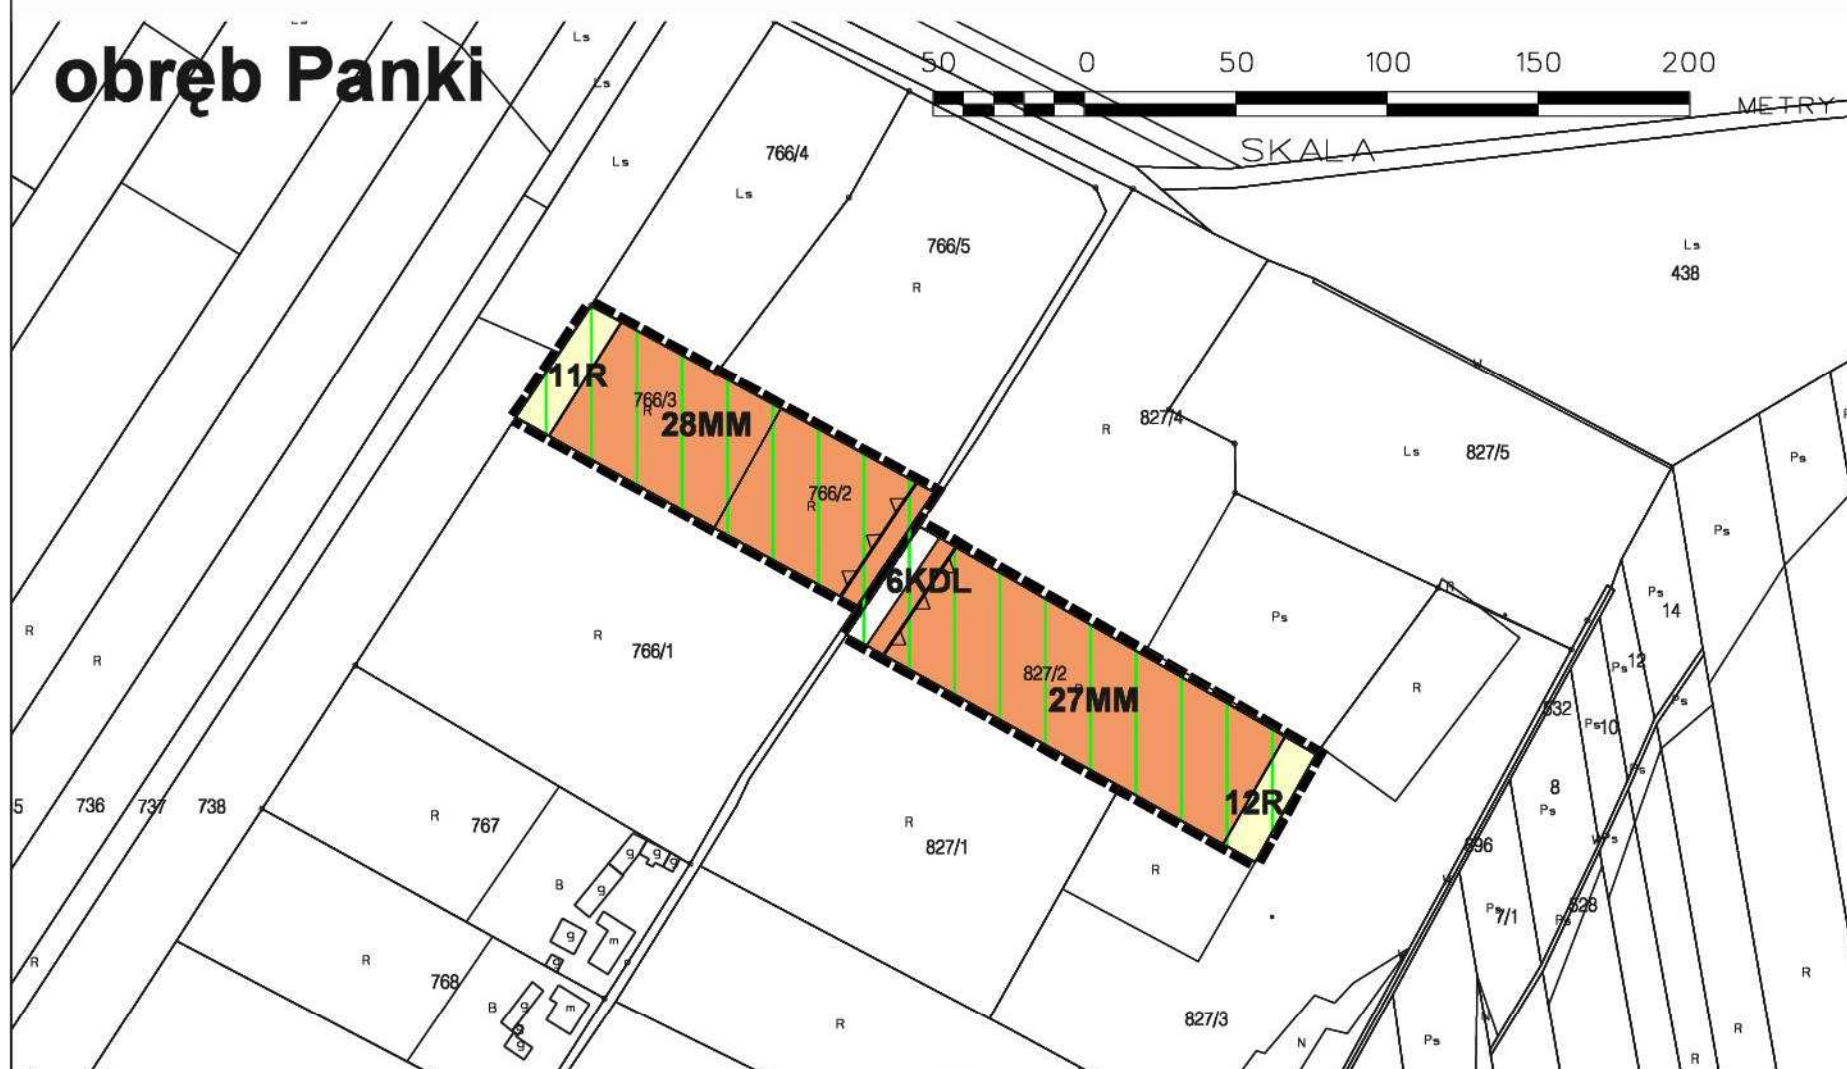 obręb Panki
50 0 50 100 150 200
METRY
SKALA
Ls
Ls
Ls
766/4
Ls
766/5
R
Ls
438
11R
766/3
R
28MM
766/2
R
R
827/4
Ls
827/5
Ps
Ps
Ps
14
6KDL
R
R
R
766/1
Ps
827/2
27MM
R
Ps
12
Ps
532
Ps
10
Ps
12R
8
Ps
5
736
737
738
R
767
R
827/1
R
696
Ps
7/1
528
Ps
B
g
g
g
g
g
m
g
R
R
768
B
g
m
g
g
R
827/3
N
Ps
R
R
R